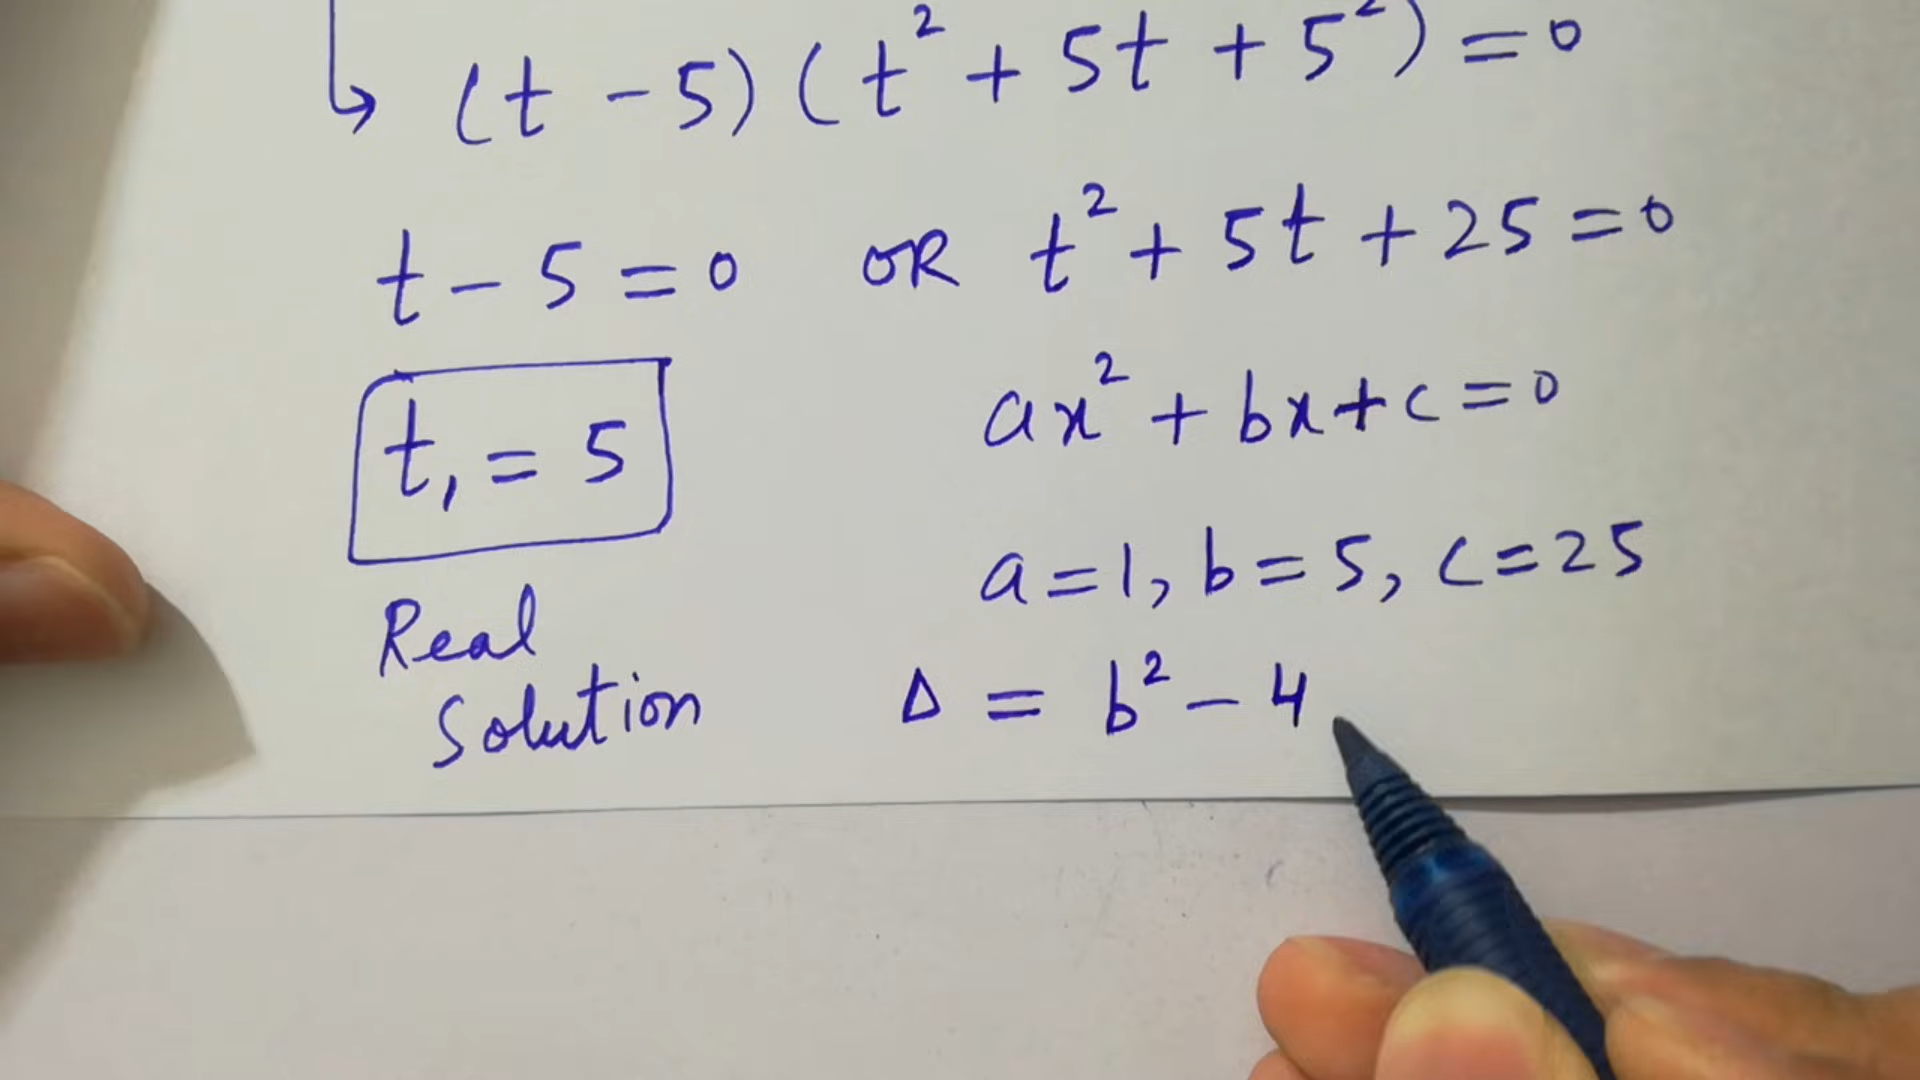 (t - 5) (t² + 5t + 5²) = 0
t - 5 = 0 OR t² + 5t + 25 = 0
t₁ = 5
ax² + bx + c = 0
a = 1, b = 5, c = 25
Real
Solution
Δ = b² - 4